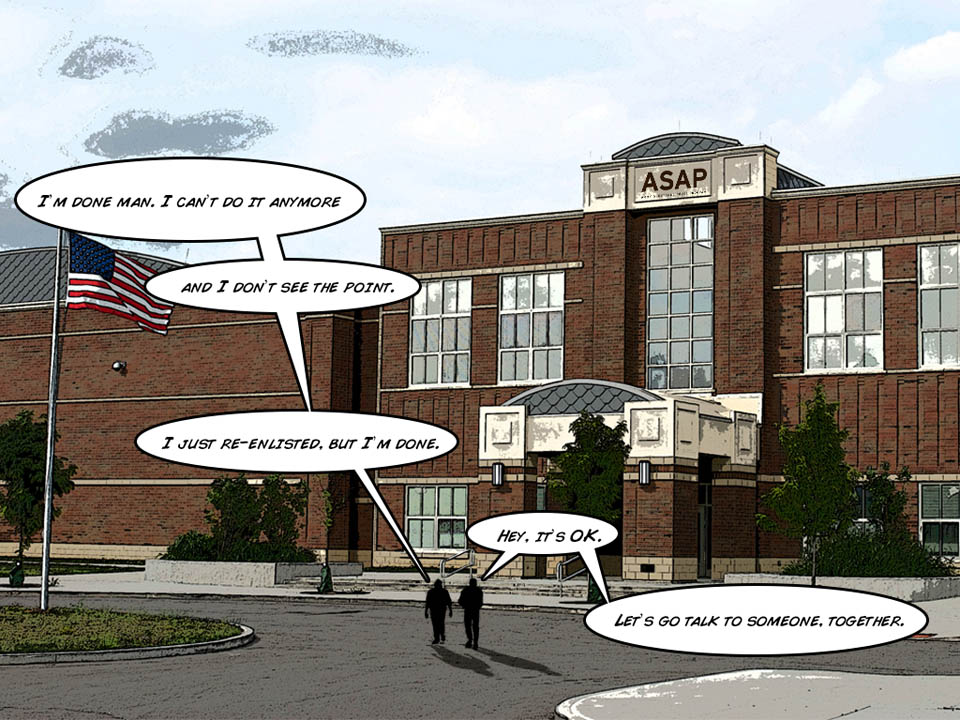 I'm done man. I can't do it anymore
and I don't see the point.
ASAP
I just re-enlisted, but I'm done.
Hey, it's OK.
Let's go talk to someone, together.